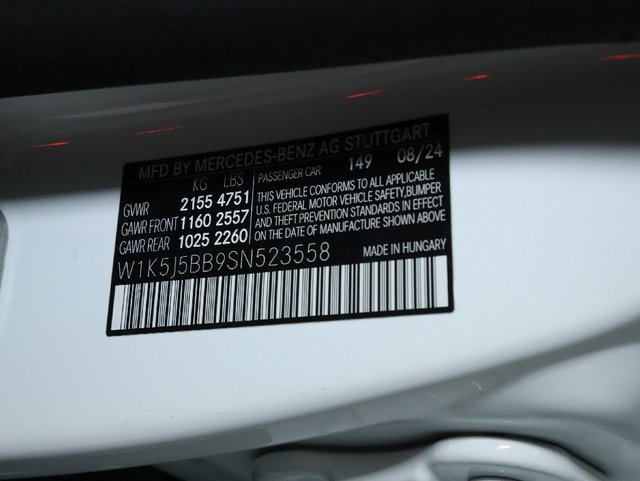 MFD BY MERCEDES-BENZ AG STUTTGART
KG LBS PASSENGER CAR 149 08/24
GVWR 2155 4751
GAWR FRONT 1160 2557
GAWR REAR 1025 2260
THIS VEHICLE CONFORMS TO ALL APPLICABLE
U.S. FEDERAL MOTOR VEHICLE SAFETY, BUMPER
AND THEFT PREVENTION STANDARDS IN EFFECT
ON THE DATE OF MANUFACTURE SHOWN ABOVE
W1K5J5BB9SN523558 MADE IN HUNGARY